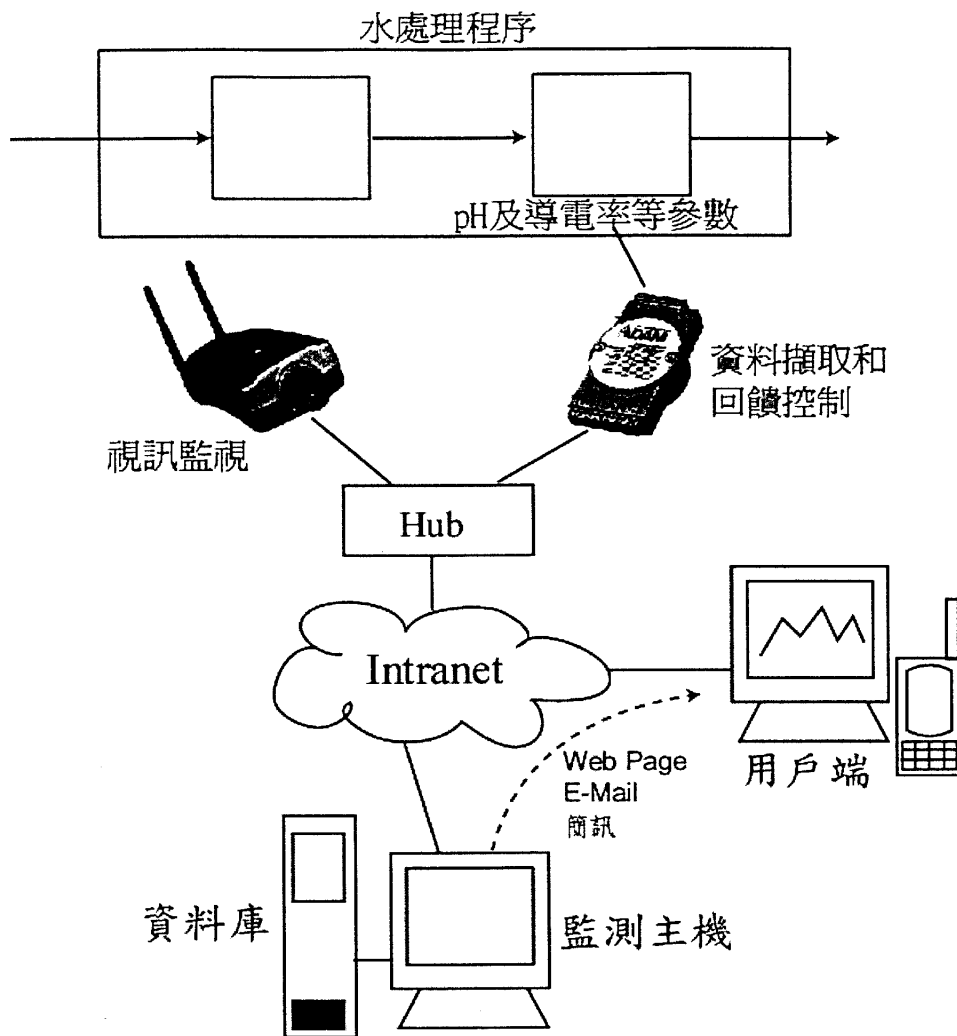 水處理程序
pH及導電率等參數
ADAM
資料擷取和
回饋控制
視訊監視
Hub
Intranet
Web Page
E-Mail
簡訊
用戶端
資料庫
監測主機